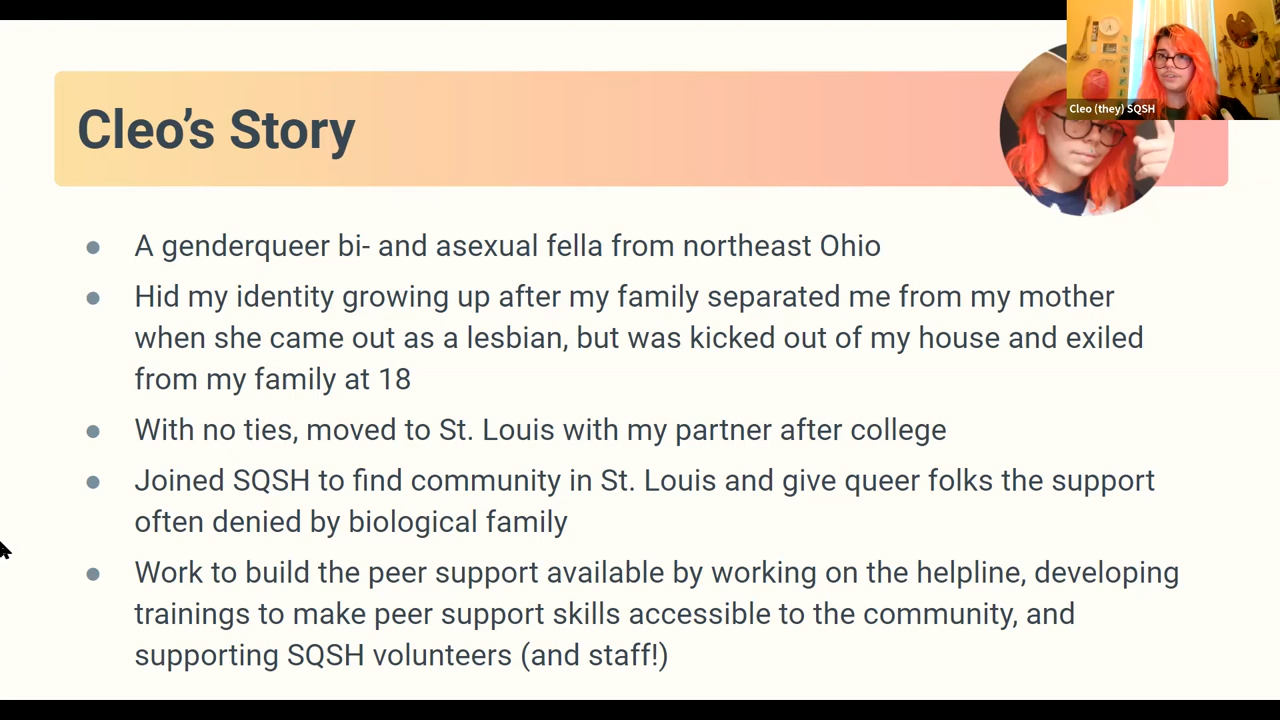 Cleo (they) SQSH
Cleo's Story
● A genderqueer bi- and asexual fella from northeast Ohio
● Hid my identity growing up after my family separated me from my mother
when she came out as a lesbian, but was kicked out of my house and exiled
from my family at 18
● With no ties, moved to St. Louis with my partner after college
● Joined SQSH to find community in St. Louis and give queer folks the support
often denied by biological family
● Work to build the peer support available by working on the helpline, developing
trainings to make peer support skills accessible to the community, and
supporting SQSH volunteers (and staff!)